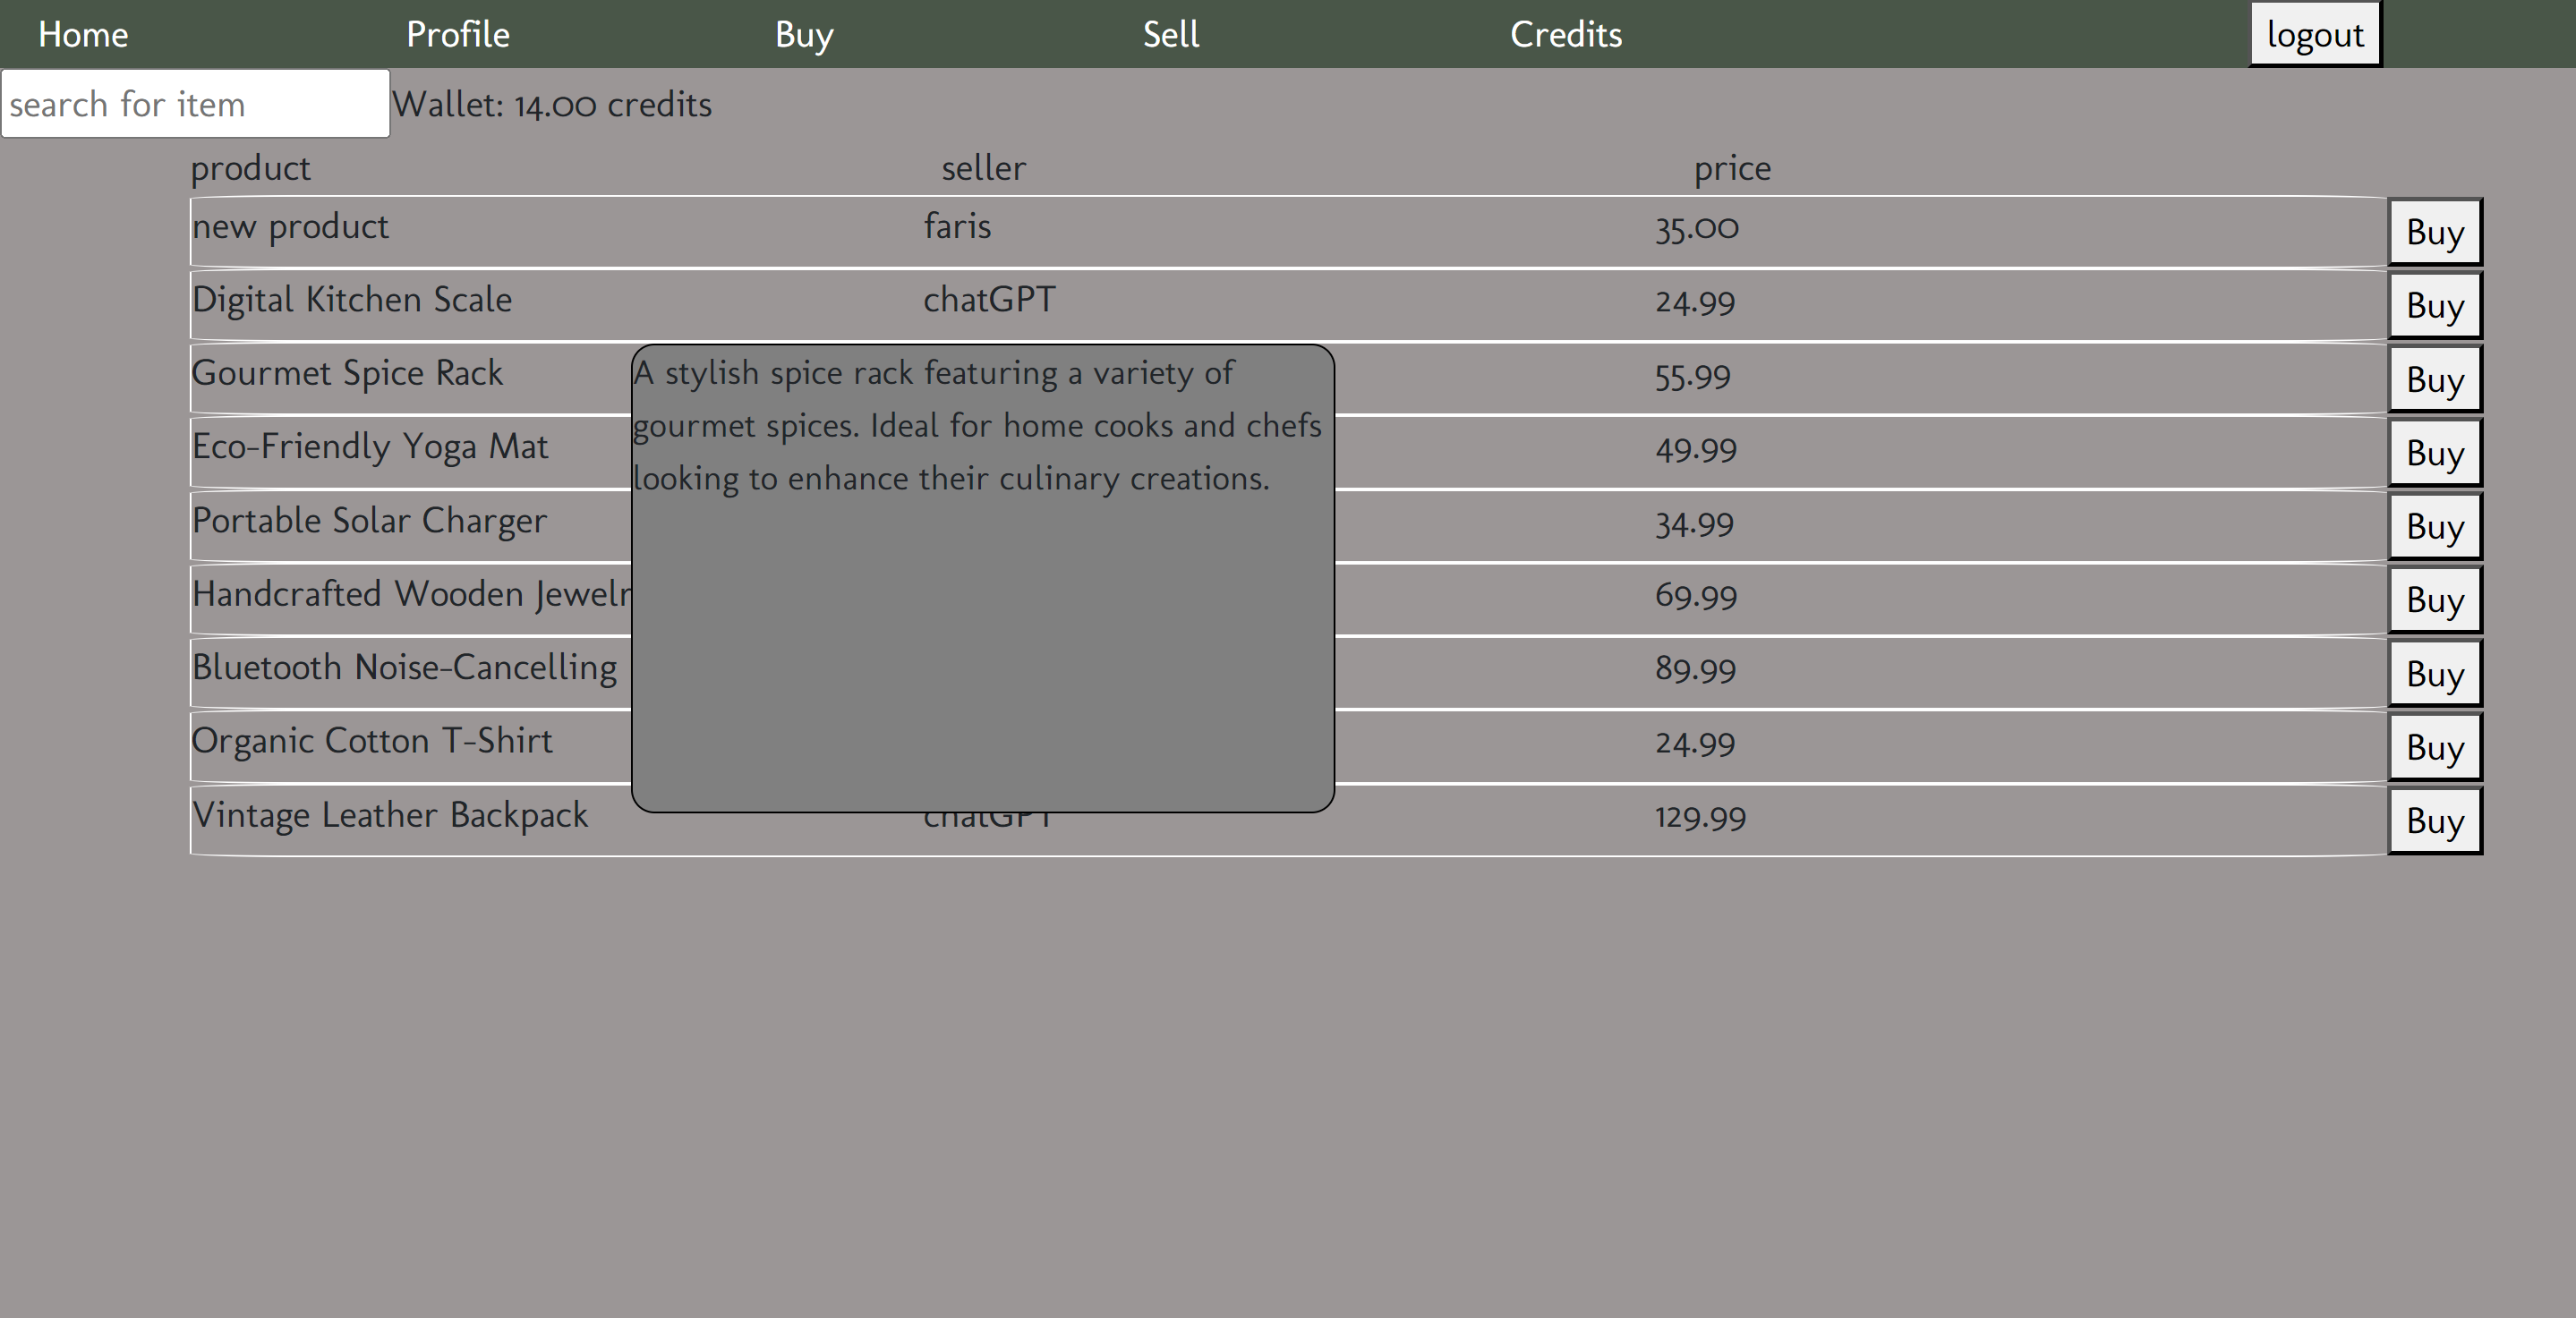 Home Profile Buy Sell Credits logout
search for item Wallet: 14.00 credits
product seller price
new product faris 35.00 Buy
Digital Kitchen Scale chatGPT 24.99 Buy
Gourmet Spice Rack 55.99 Buy
A stylish spice rack featuring a variety of
gourmet spices. Ideal for home cooks and chefs
looking to enhance their culinary creations.
Eco-Friendly Yoga Mat 49.99 Buy
Portable Solar Charger 34.99 Buy
Handcrafted Wooden Jewelr 69.99 Buy
Bluetooth Noise-Cancelling 89.99 Buy
Organic Cotton T-Shirt 24.99 Buy
Vintage Leather Backpack chatGPT 129.99 Buy